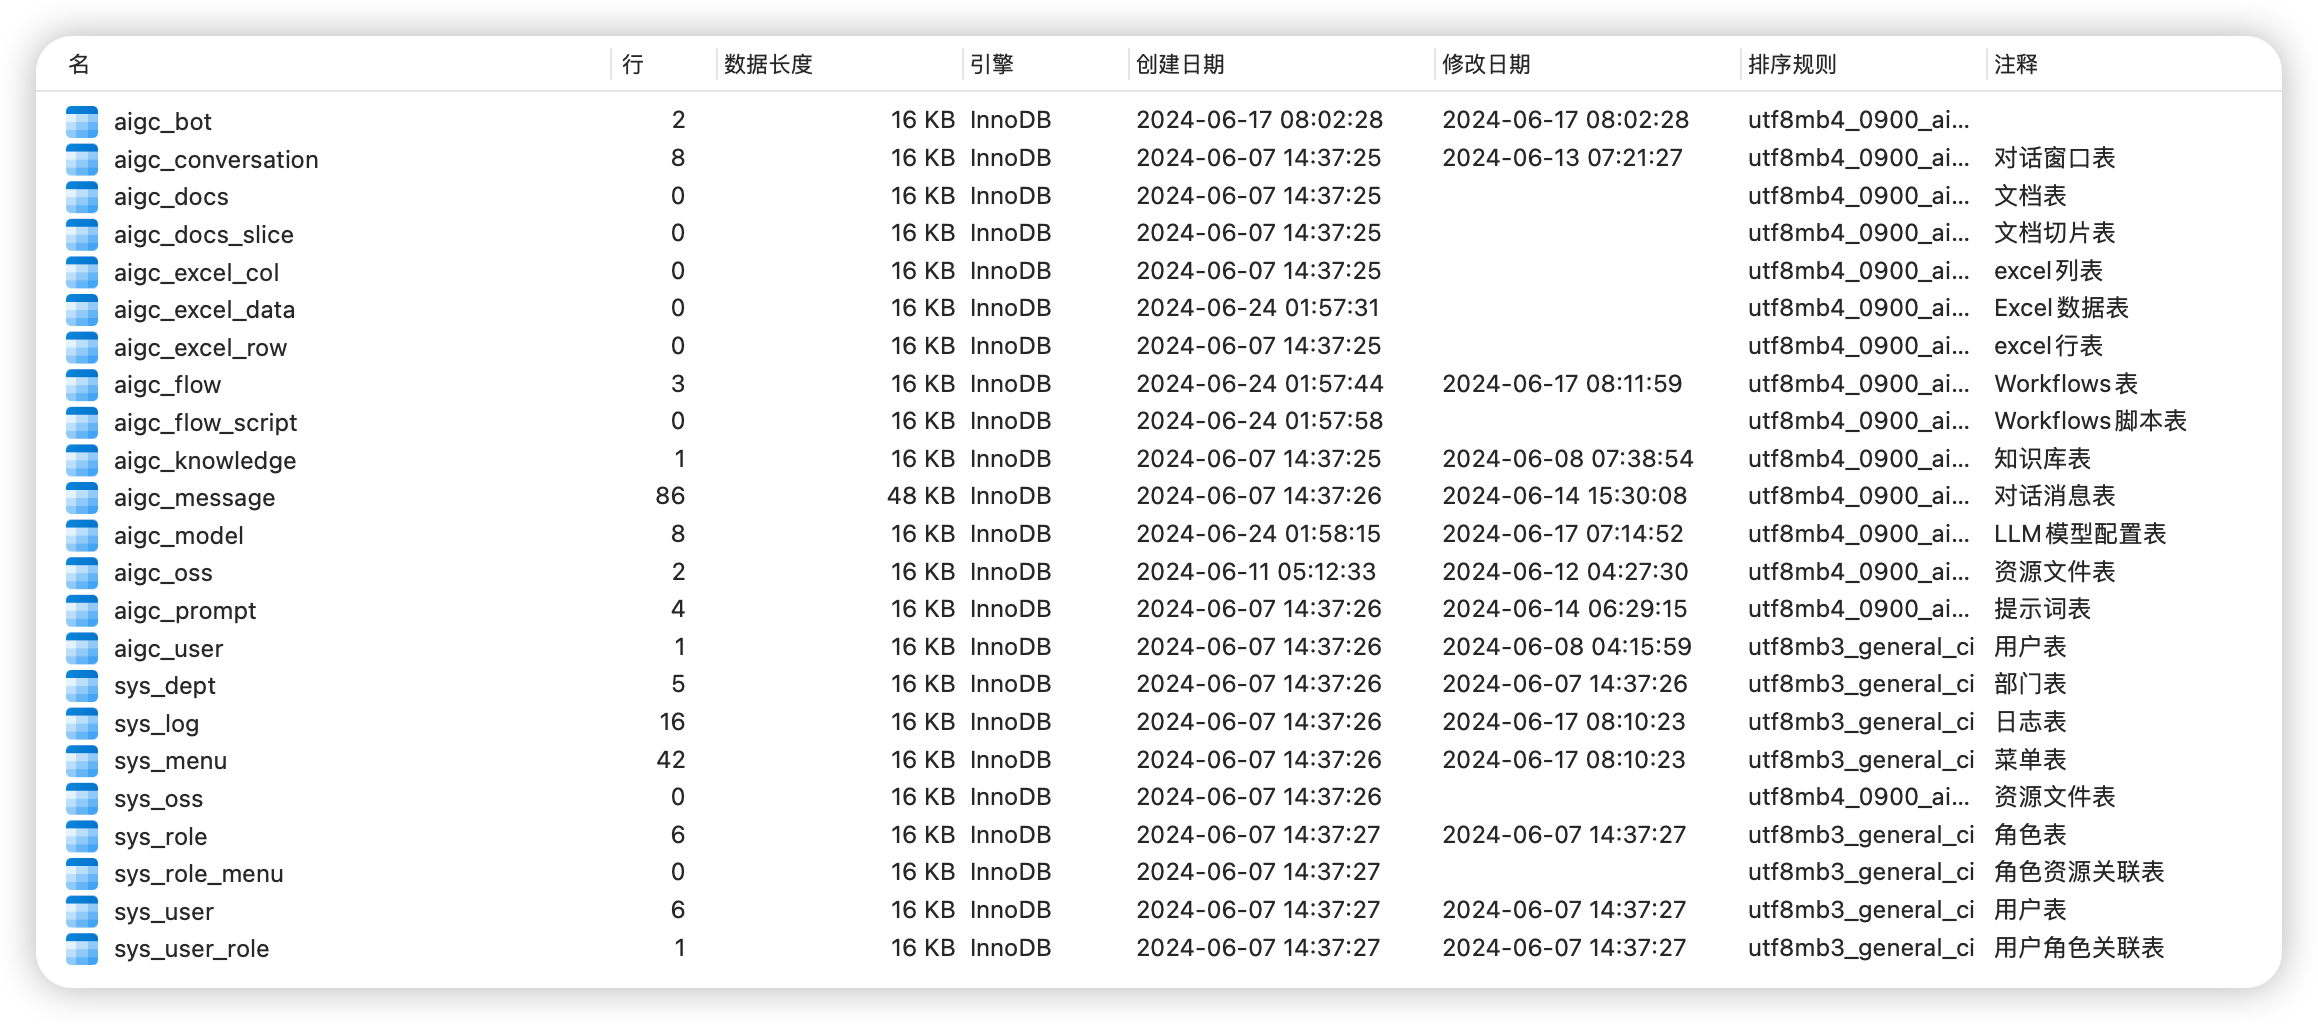 名 行 数据长度 引擎 创建日期 修改日期 排序规则 注释
aigc_bot 2 16 KB InnoDB 2024-06-17 08:02:28 2024-06-17 08:02:28 utf8mb4_0900_ai...
aigc_conversation 8 16 KB InnoDB 2024-06-07 14:37:25 2024-06-13 07:21:27 utf8mb4_0900_ai... 对话窗口表
aigc_docs 0 16 KB InnoDB 2024-06-07 14:37:25 utf8mb4_0900_ai... 文档表
aigc_docs_slice 0 16 KB InnoDB 2024-06-07 14:37:25 utf8mb4_0900_ai... 文档切片表
aigc_excel_col 0 16 KB InnoDB 2024-06-07 14:37:25 utf8mb4_0900_ai... excel列表
aigc_excel_data 0 16 KB InnoDB 2024-06-24 01:57:31 utf8mb4_0900_ai... Excel数据表
aigc_excel_row 0 16 KB InnoDB 2024-06-07 14:37:25 utf8mb4_0900_ai... excel行表
aigc_flow 3 16 KB InnoDB 2024-06-24 01:57:44 2024-06-17 08:11:59 utf8mb4_0900_ai... Workflows表
aigc_flow_script 0 16 KB InnoDB 2024-06-24 01:57:58 utf8mb4_0900_ai... Workflows脚本表
aigc_knowledge 1 16 KB InnoDB 2024-06-07 14:37:25 2024-06-08 07:38:54 utf8mb4_0900_ai... 知识库表
aigc_message 86 48 KB InnoDB 2024-06-07 14:37:26 2024-06-14 15:30:08 utf8mb4_0900_ai... 对话消息表
aigc_model 8 16 KB InnoDB 2024-06-24 01:58:15 2024-06-17 07:14:52 utf8mb4_0900_ai... LLM模型配置表
aigc_oss 2 16 KB InnoDB 2024-06-11 05:12:33 2024-06-12 04:27:30 utf8mb4_0900_ai... 资源文件表
aigc_prompt 4 16 KB InnoDB 2024-06-07 14:37:26 2024-06-14 06:29:15 utf8mb4_0900_ai... 提示词表
aigc_user 1 16 KB InnoDB 2024-06-07 14:37:26 2024-06-08 04:15:59 utf8mb3_general_ci 用户表
sys_dept 5 16 KB InnoDB 2024-06-07 14:37:26 2024-06-07 14:37:26 utf8mb3_general_ci 部门表
sys_log 16 16 KB InnoDB 2024-06-07 14:37:26 2024-06-17 08:10:23 utf8mb3_general_ci 日志表
sys_menu 42 16 KB InnoDB 2024-06-07 14:37:26 2024-06-17 08:10:23 utf8mb3_general_ci 菜单表
sys_oss 0 16 KB InnoDB 2024-06-07 14:37:26 utf8mb4_0900_ai... 资源文件表
sys_role 6 16 KB InnoDB 2024-06-07 14:37:27 2024-06-07 14:37:27 utf8mb3_general_ci 角色表
sys_role_menu 0 16 KB InnoDB 2024-06-07 14:37:27 utf8mb3_general_ci 角色资源关联表
sys_user 6 16 KB InnoDB 2024-06-07 14:37:27 2024-06-07 14:37:27 utf8mb3_general_ci 用户表
sys_user_role 1 16 KB InnoDB 2024-06-07 14:37:27 2024-06-07 14:37:27 utf8mb3_general_ci 用户角色关联表